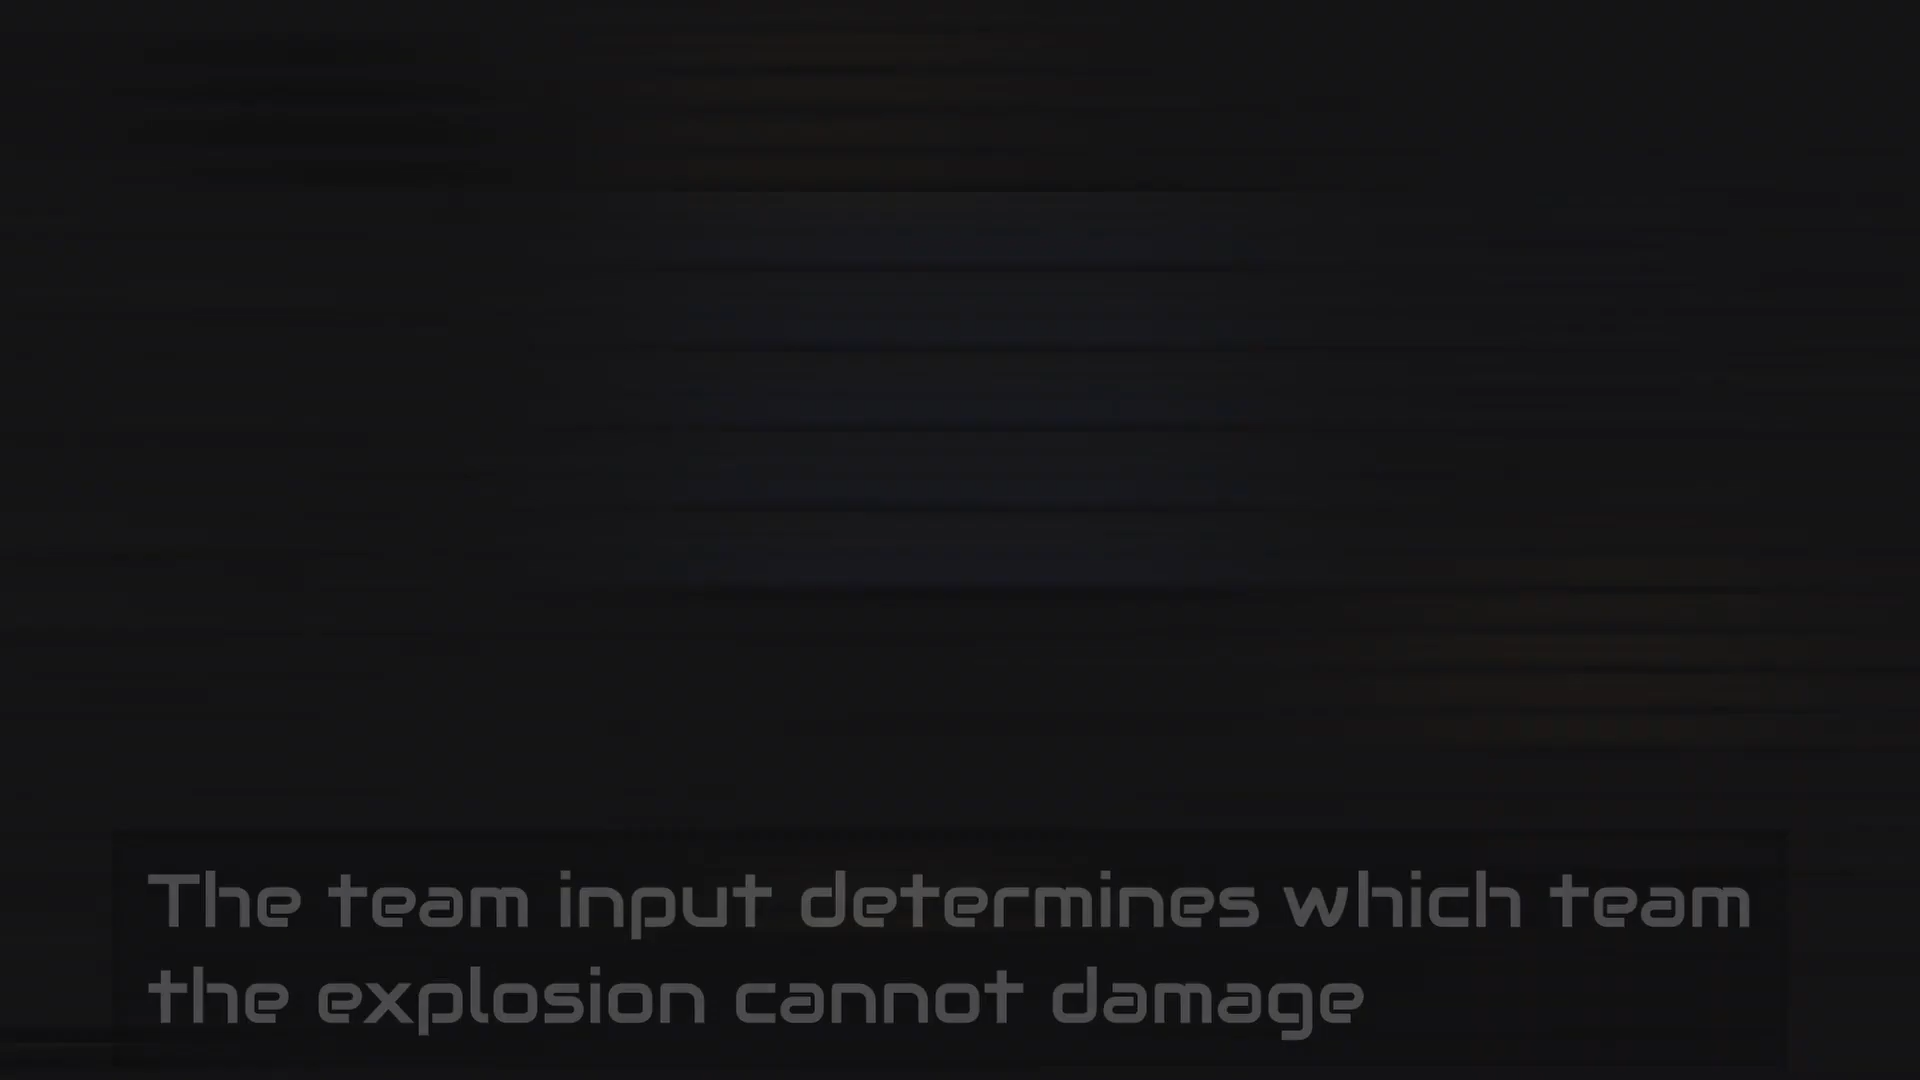 The team input determines which team
the explosion cannot damage